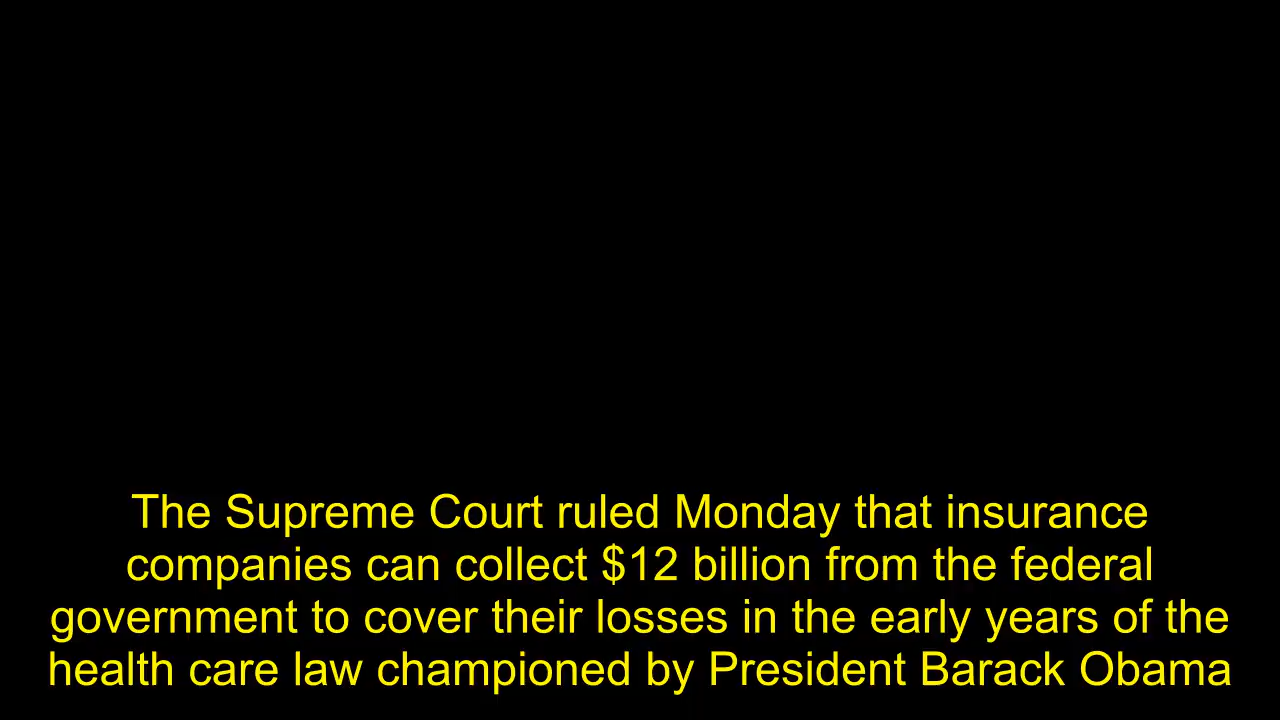 The Supreme Court ruled Monday that insurance
companies can collect $12 billion from the federal
government to cover their losses in the early years of the
health care law championed by President Barack Obama